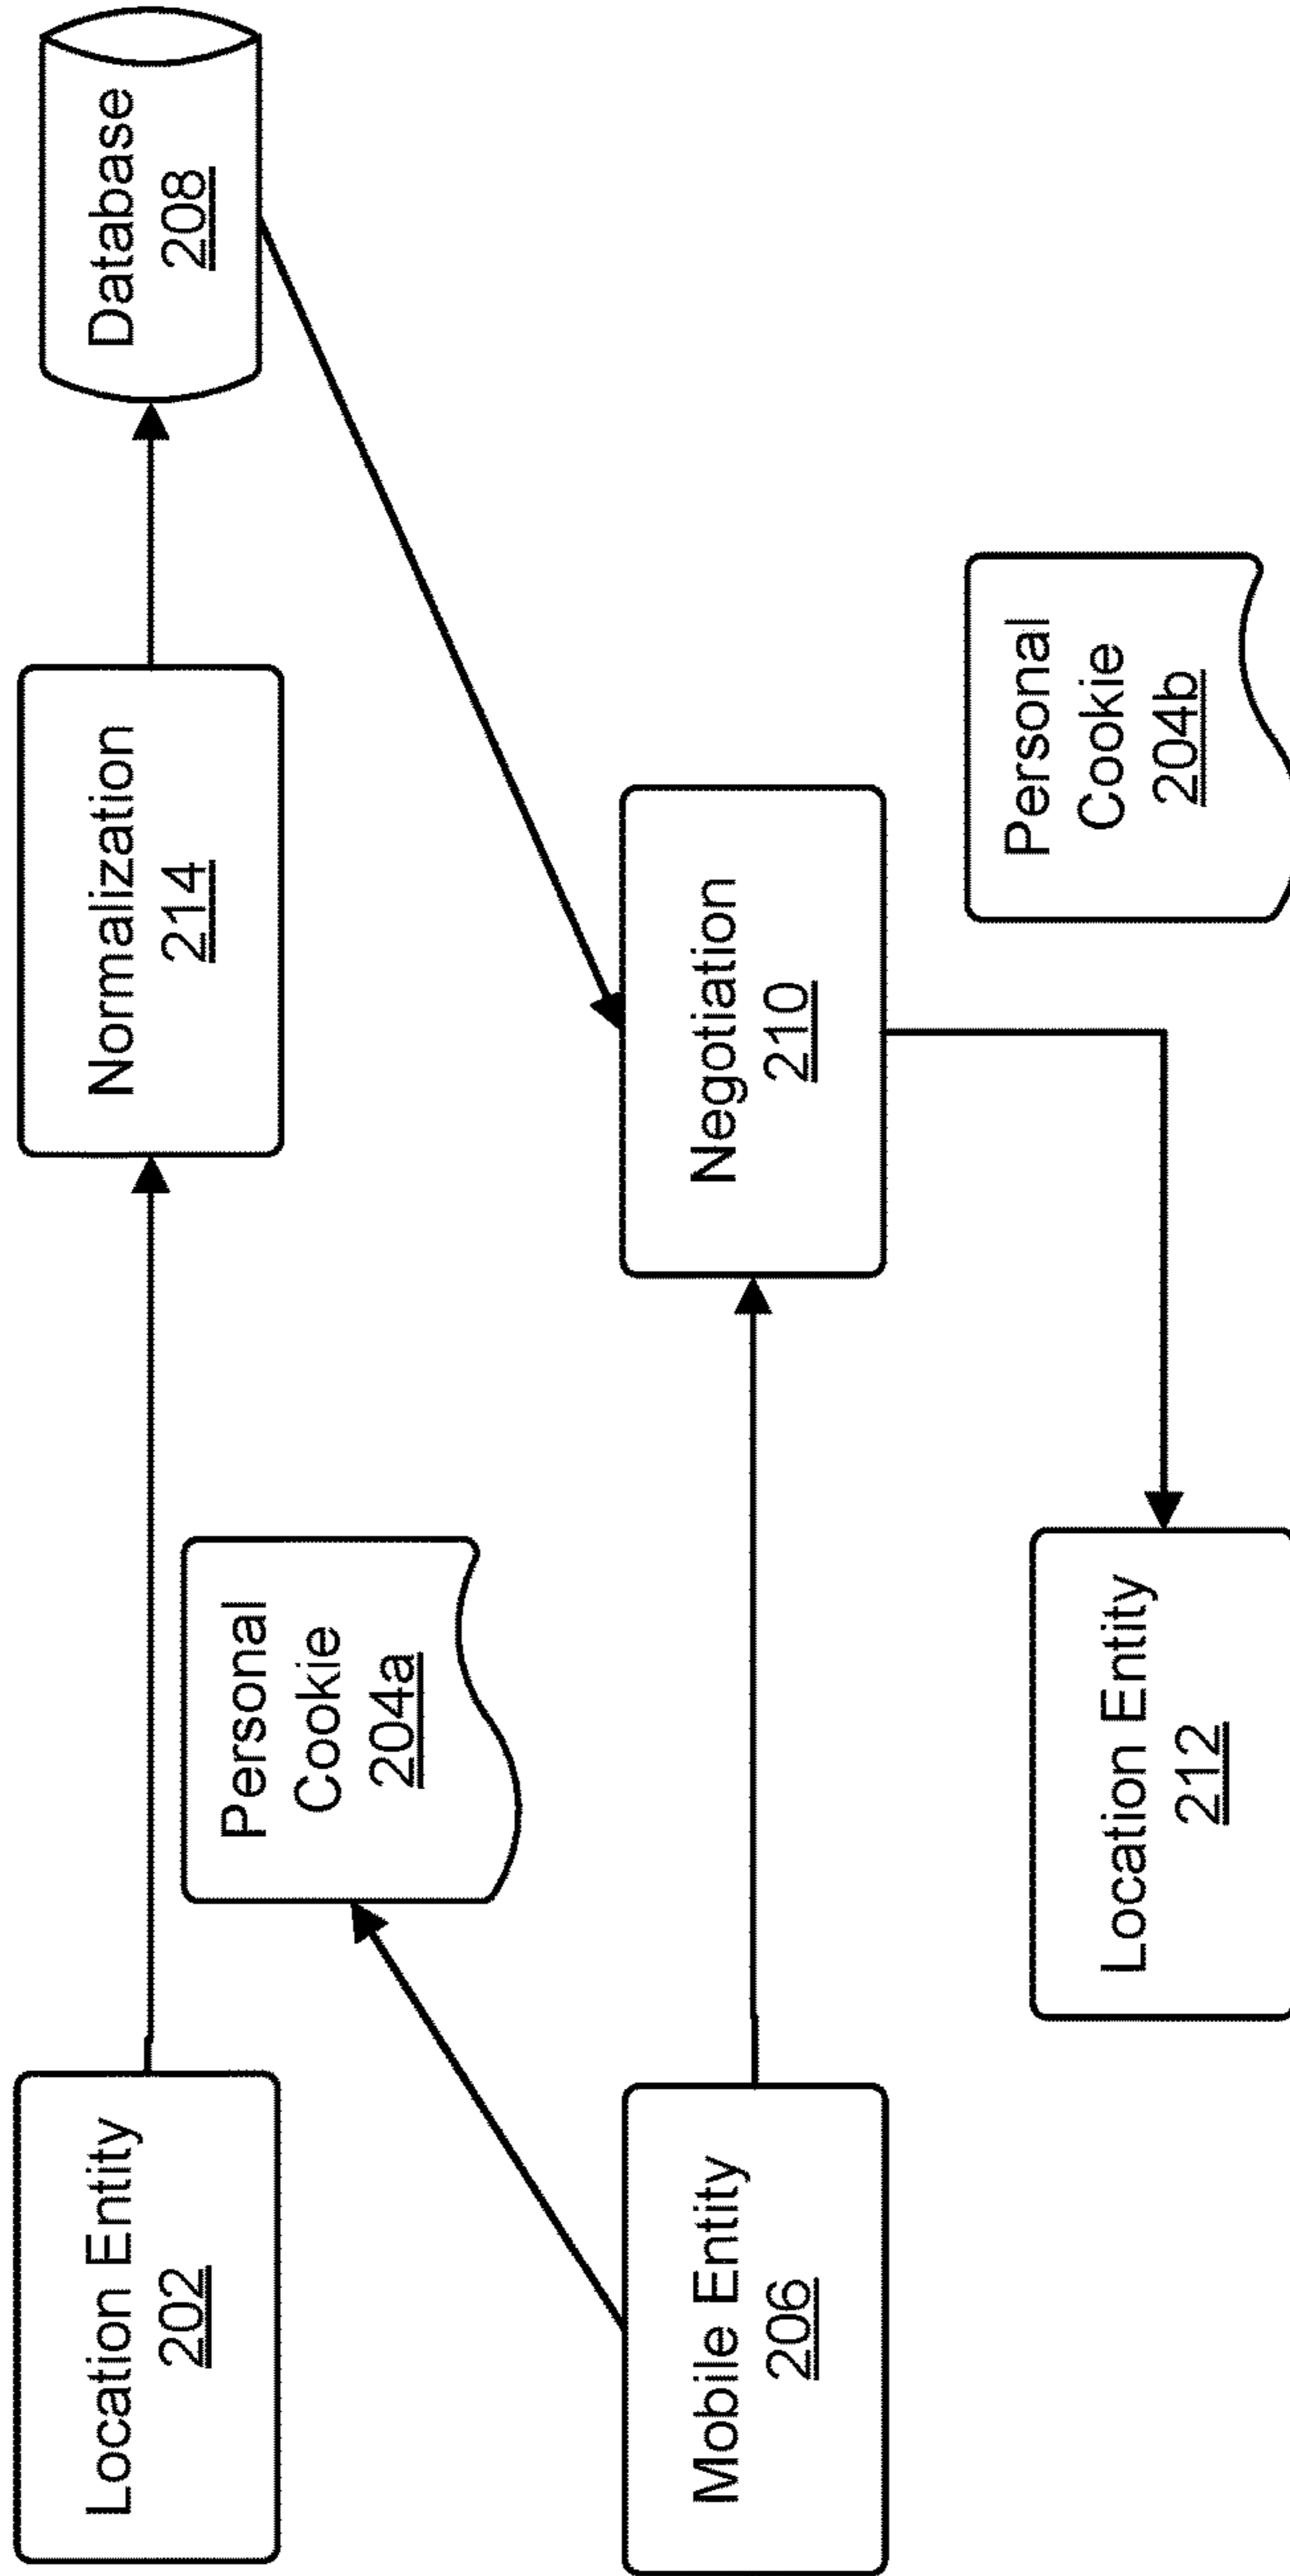 Location Entity
202
Normalization
214
Database
208
Personal
Cookie
204a
Mobile Entity
206
Negotiation
210
Personal
Cookie
204b
Location Entity
212